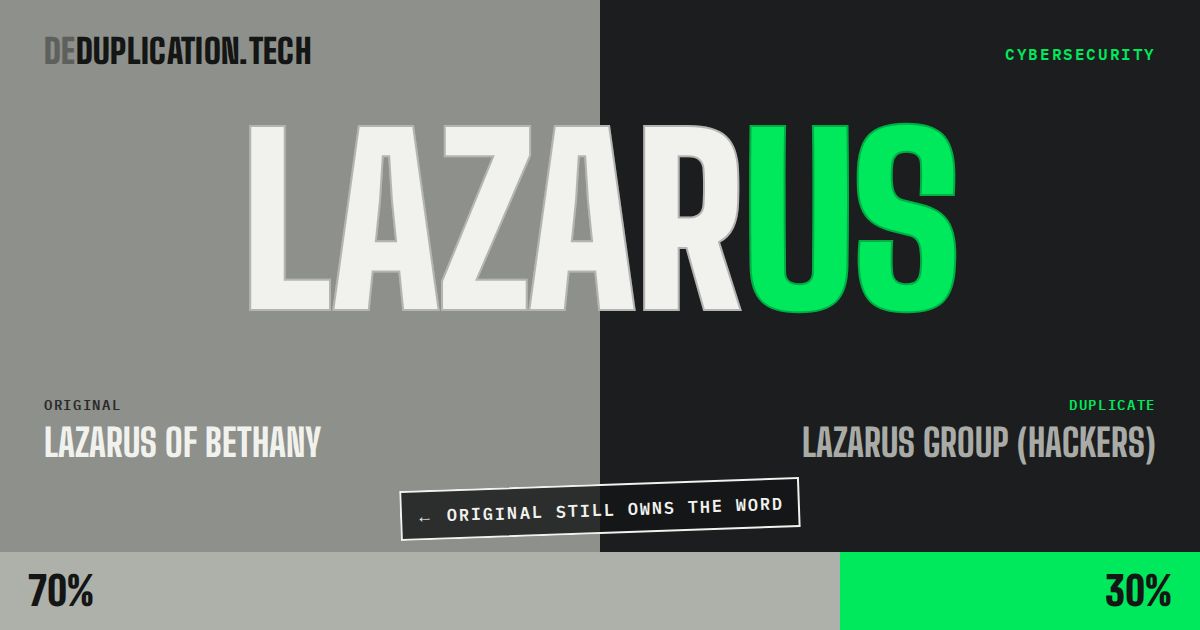 DEDUPLICATION.TECH
CYBERSECURITY
LAZARUS
ORIGINAL
LAZARUS OF BETHANY
DUPLICATE
LAZARUS GROUP (HACKERS)
← ORIGINAL STILL OWNS THE WORD
70%
30%